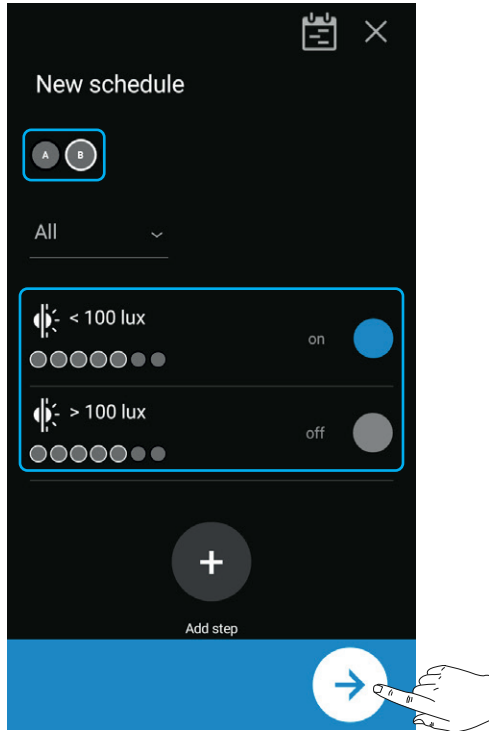 New schedule
A B
All
< 100 lux
on
> 100 lux
off
+
Add step